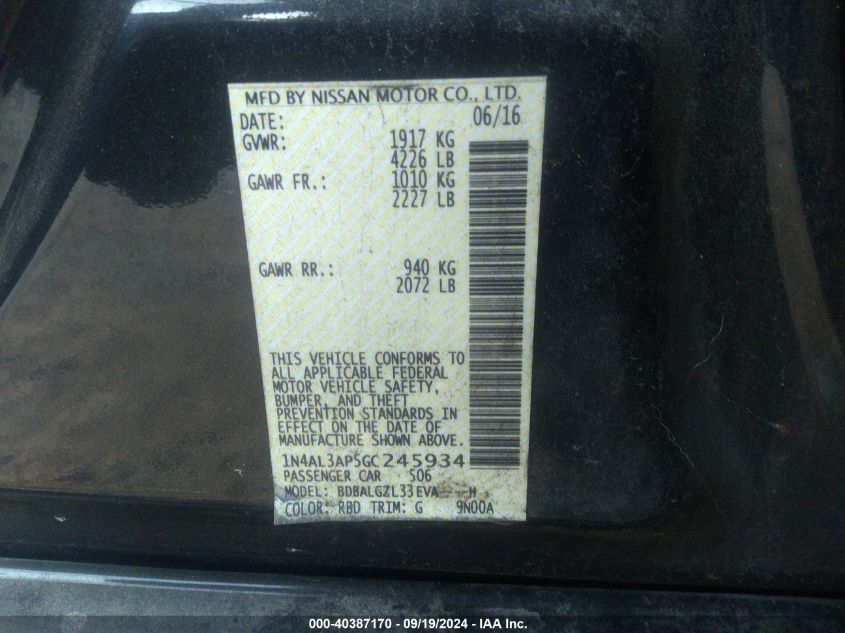 MFD BY NISSAN MOTOR CO., LTD.
DATE: 06/16
GVWR: 1917 KG
4226 LB
GAWR FR.: 1010 KG
2227 LB
GAWR RR.: 940 KG
2072 LB
THIS VEHICLE CONFORMS TO
ALL APPLICABLE FEDERAL
MOTOR VEHICLE SAFETY,
BUMPER, AND THEFT
PREVENTION STANDARDS IN
EFFECT ON THE DATE OF
MANUFACTURE SHOWN ABOVE.
1N4AL3AP5GC245934
PASSENGER CAR 506
MODEL: BDBALGZL33EVA---H
COLOR: RBD TRIM: G 9N00A
000-40387170 - 09/19/2024 - IAA Inc.